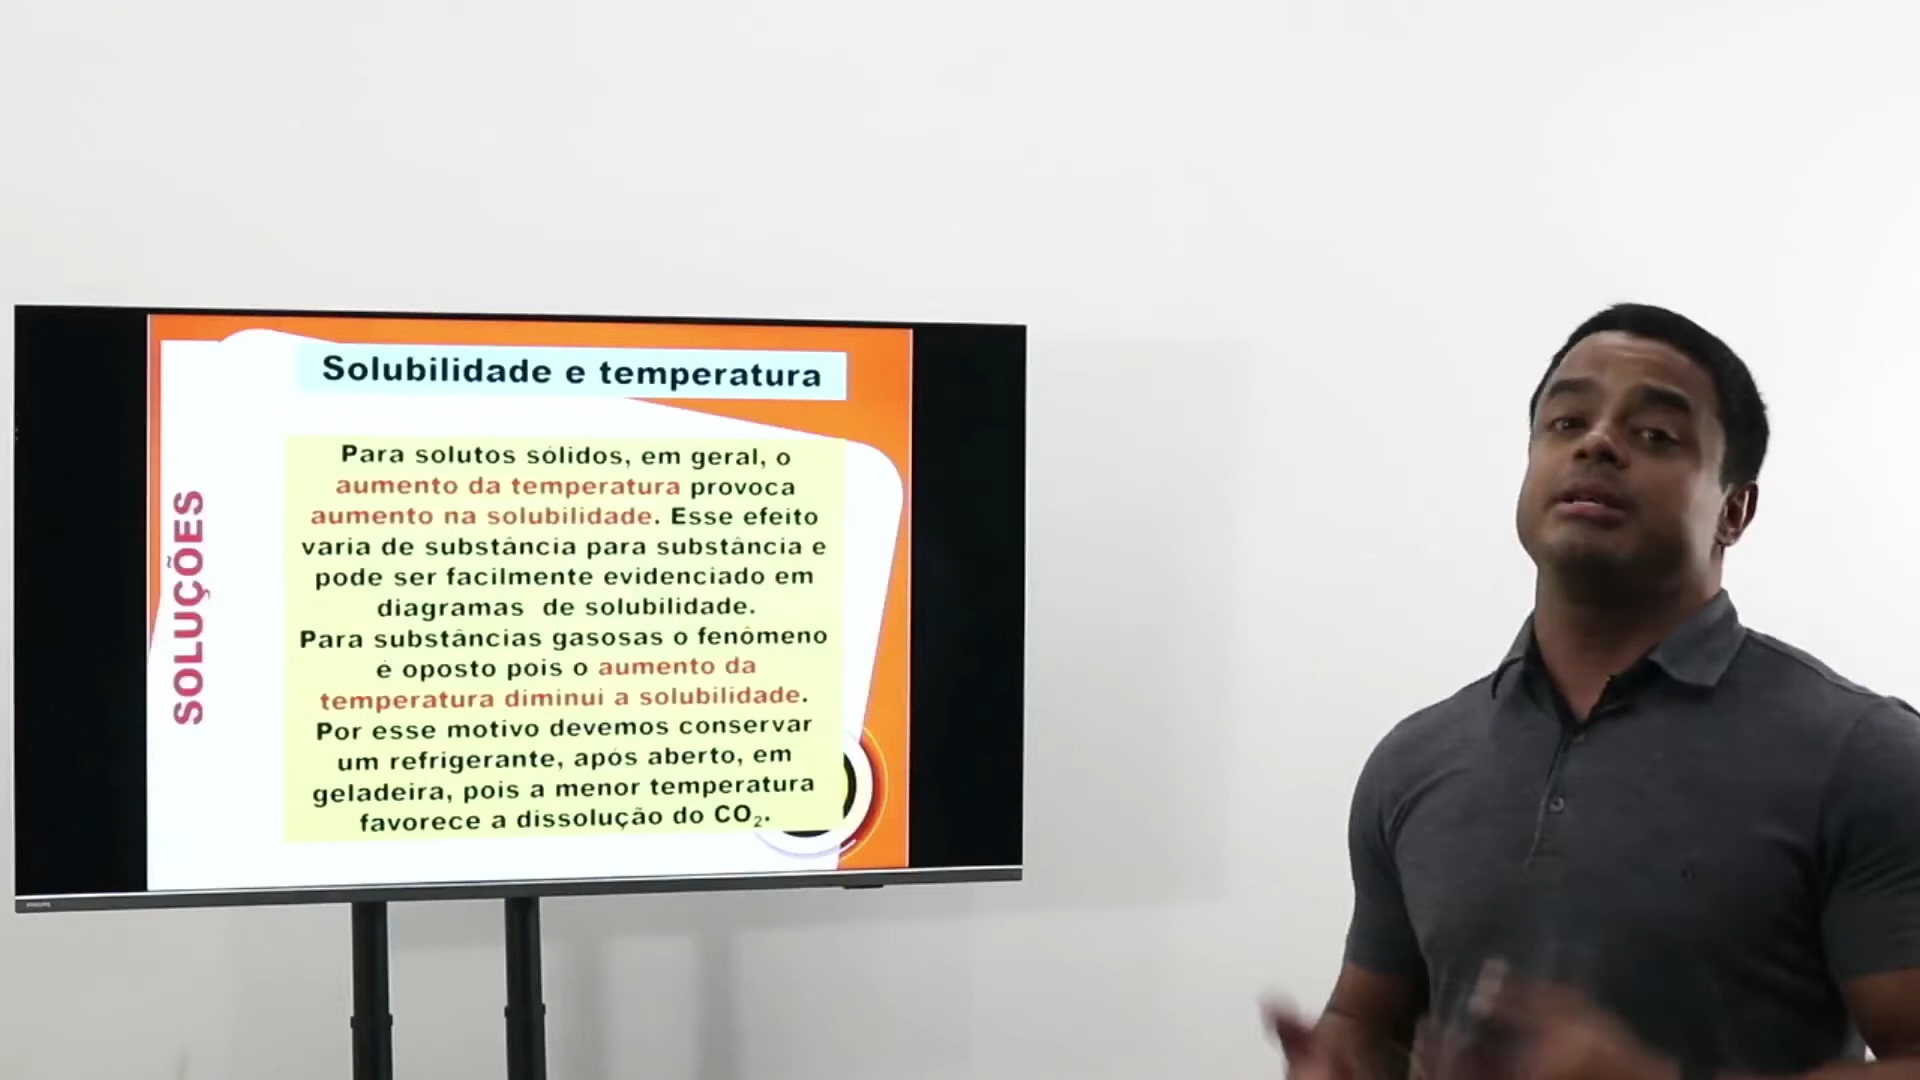 Solubilidade e temperatura
SOLUÇÕES
Para solutos sólidos, em geral, o
aumento da temperatura provoca
aumento na solubilidade. Esse efeito
varia de substância para substância e
pode ser facilmente evidenciado em
diagramas de solubilidade.
Para substâncias gasosas o fenômeno
é oposto pois o aumento da
temperatura diminui a solubilidade.
Por esse motivo devemos conservar
um refrigerante, após aberto, em
geladeira, pois a menor temperatura
favorece a dissolução do CO₂.
PHILIPS